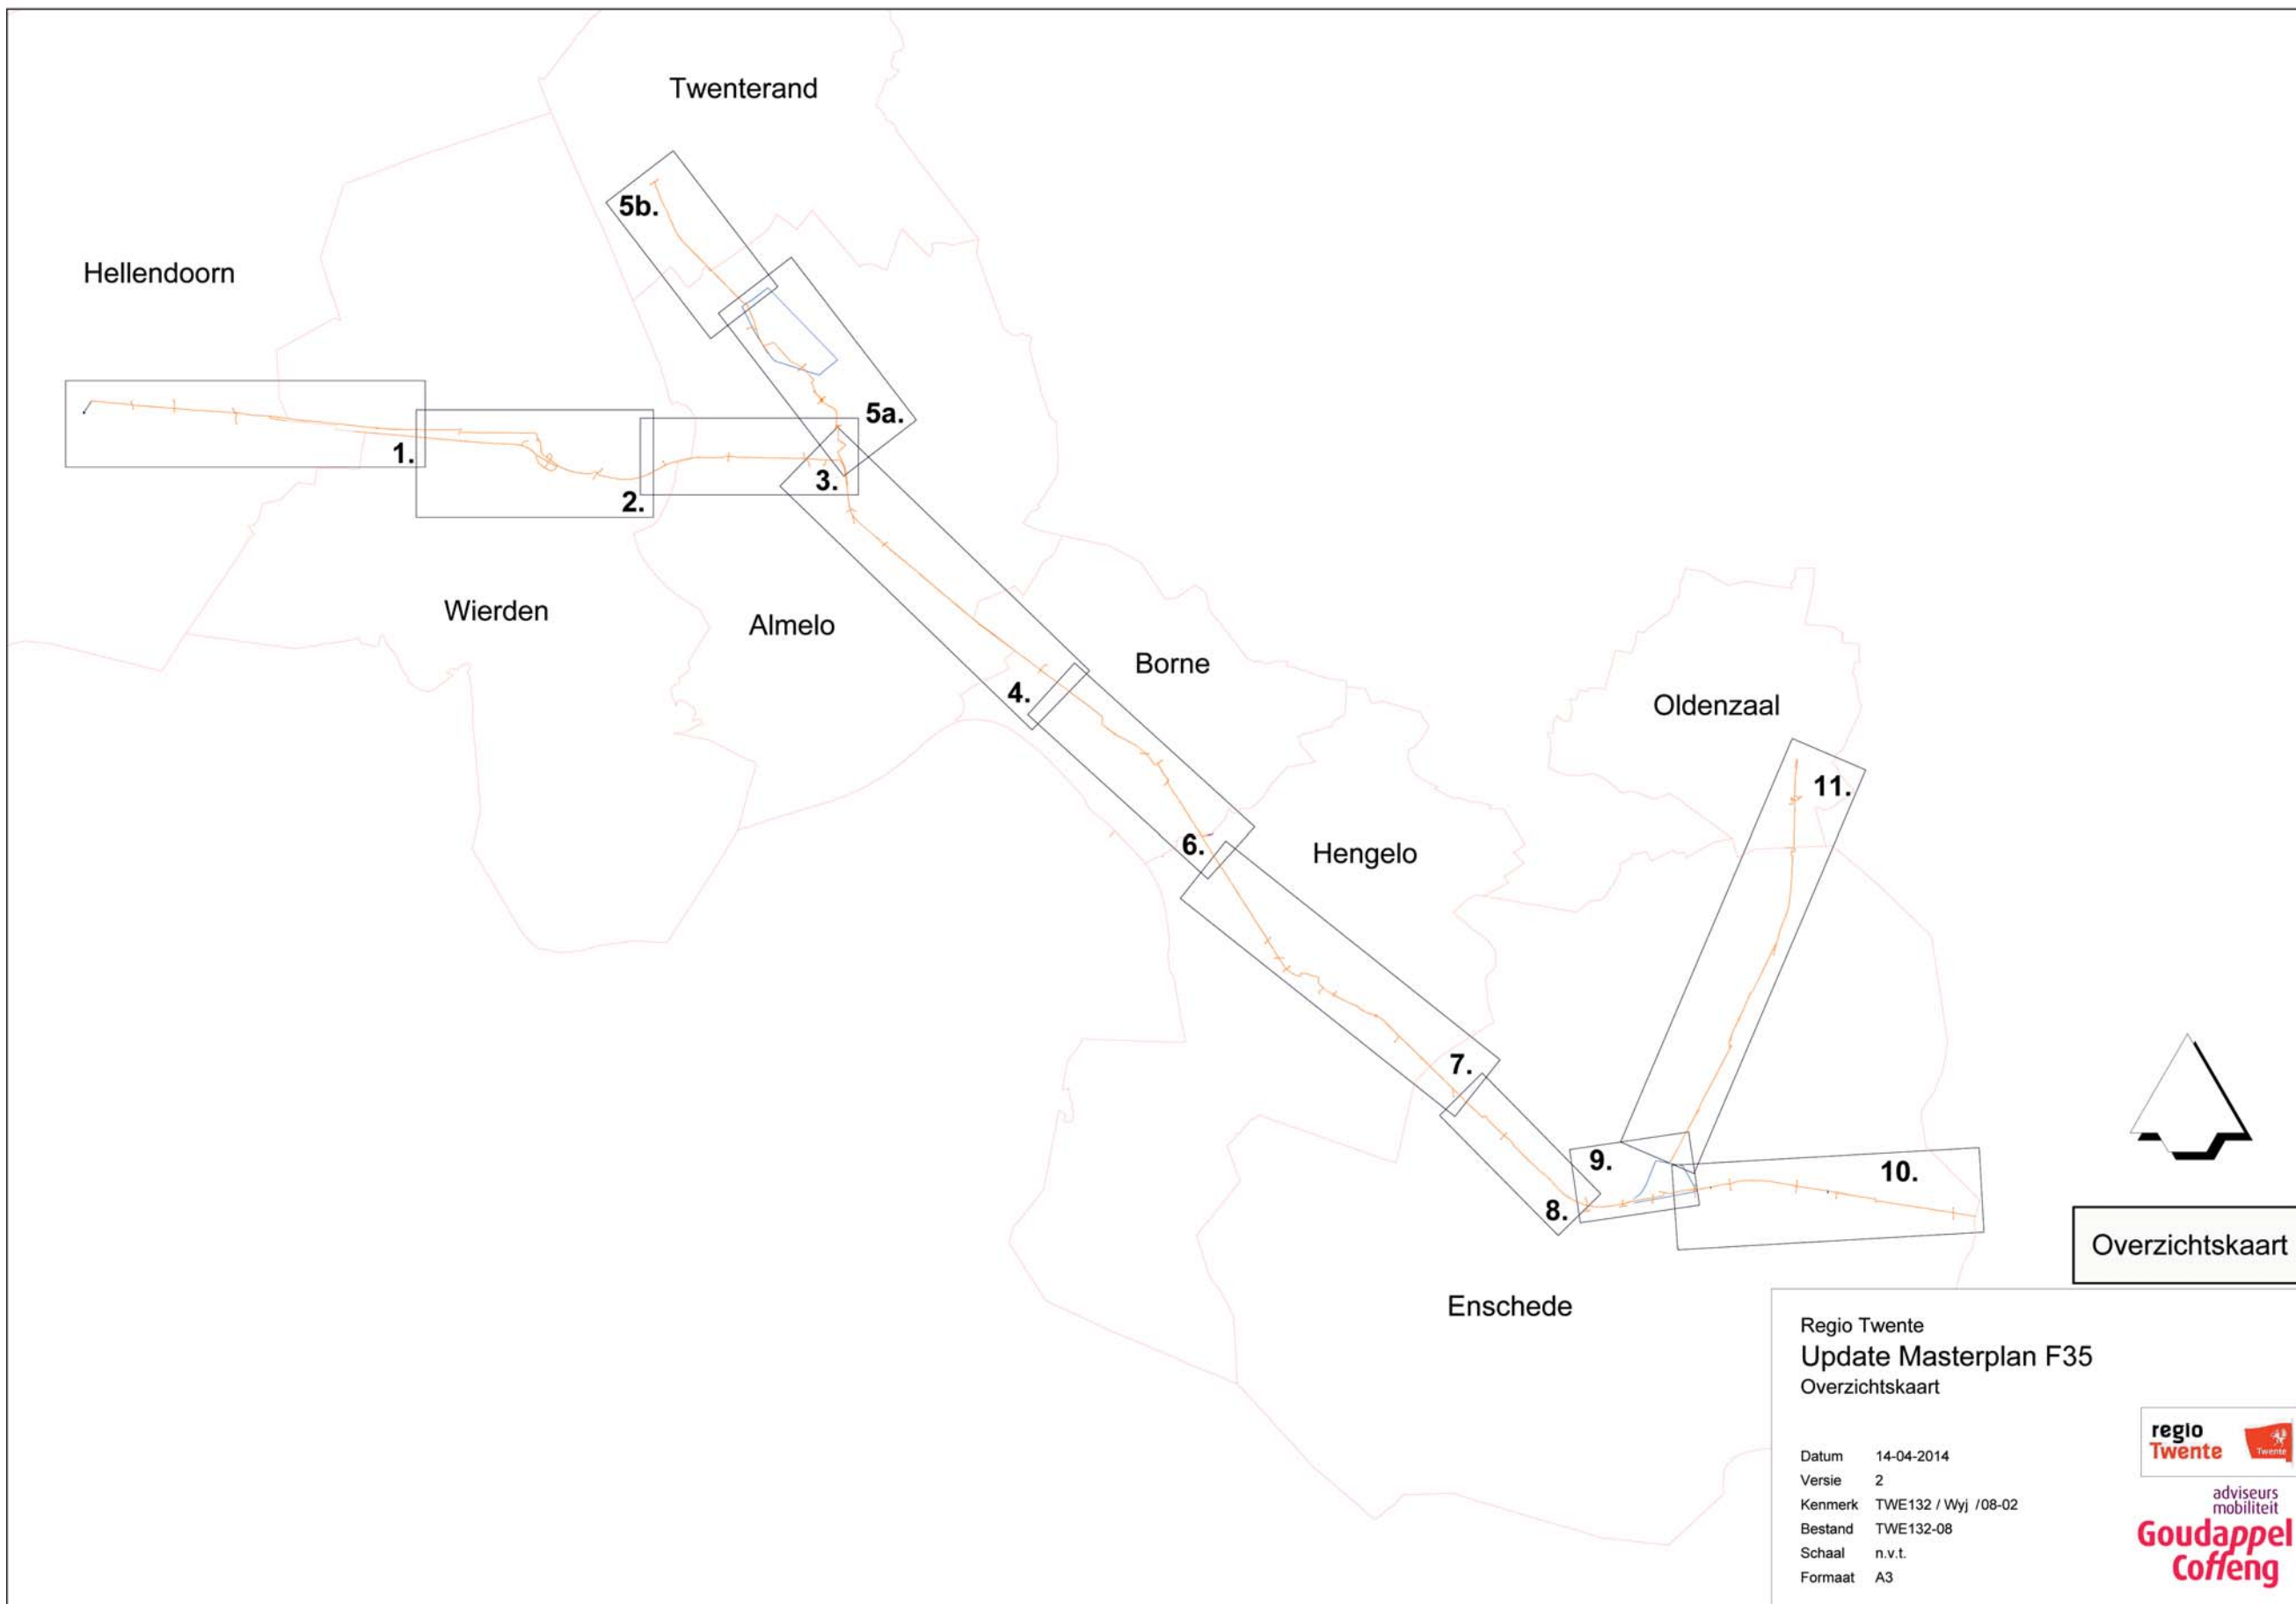 Twenterand
5b.
Hellendoorn
5a.
1.
3.
2.
Wierden
Almelo
Borne
4.
Oldenzaal
11.
6.
Hengelo
7.
9.
10.
8.
Overzichtskaart
Enschede
Regio Twente
Update Masterplan F35
Overzichtskaart
regio
Twente
Twente
Datum 14-04-2014
Versie 2
Kenmerk TWE132 / Wyj /08-02
Bestand TWE132-08
Schaal n.v.t.
Formaat A3
adviseurs
mobiliteit
Goudappel
Coffeng